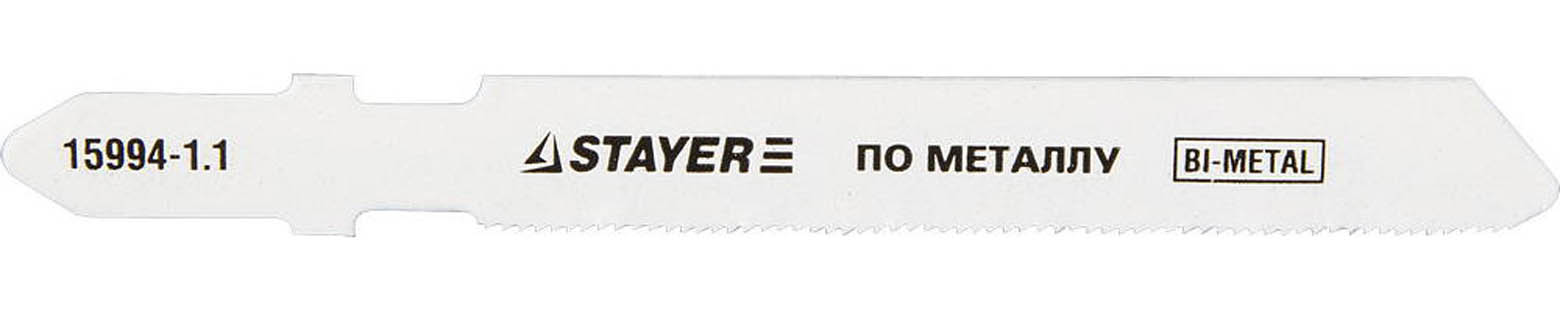 15994-1.1 STAYER ПО МЕТАЛЛУ BI-METAL